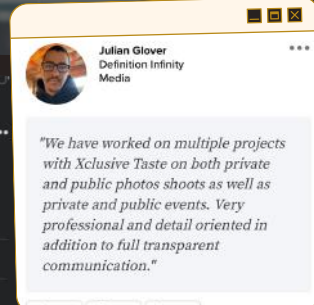 Julian Glover
Definition Infinity
Media
"We have worked on multiple projects
with Xclusive Taste on both private
and public photos shoots as well as
private and public events. Very
professional and detail oriented in
addition to full transparent
communication."